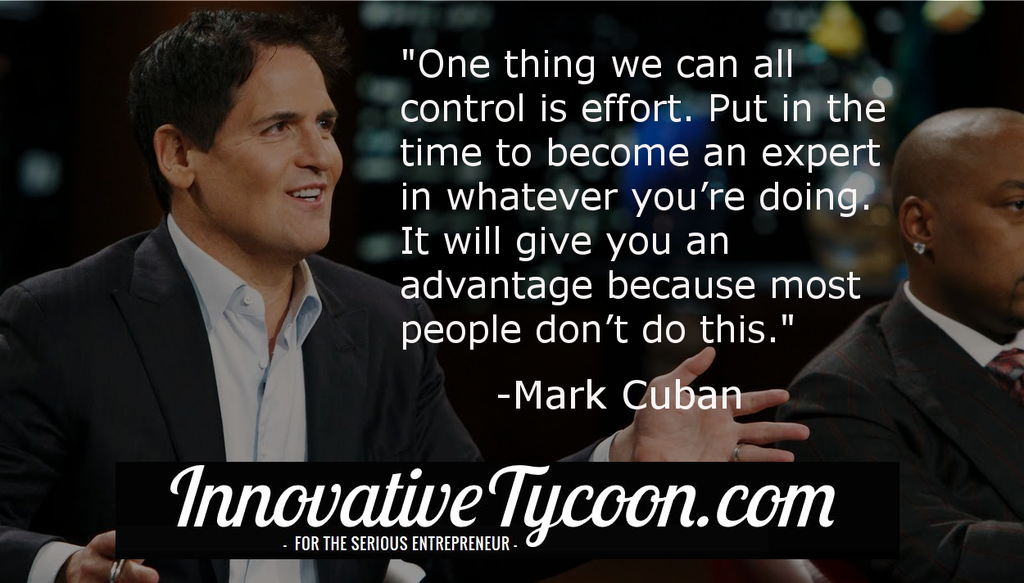 "One thing we can all
control is effort. Put in the
time to become an expert
in whatever you’re doing.
It will give you an
advantage because most
people don’t do this."
-Mark Cuban
InnovativeTycoon.com
- FOR THE SERIOUS ENTREPRENEUR -